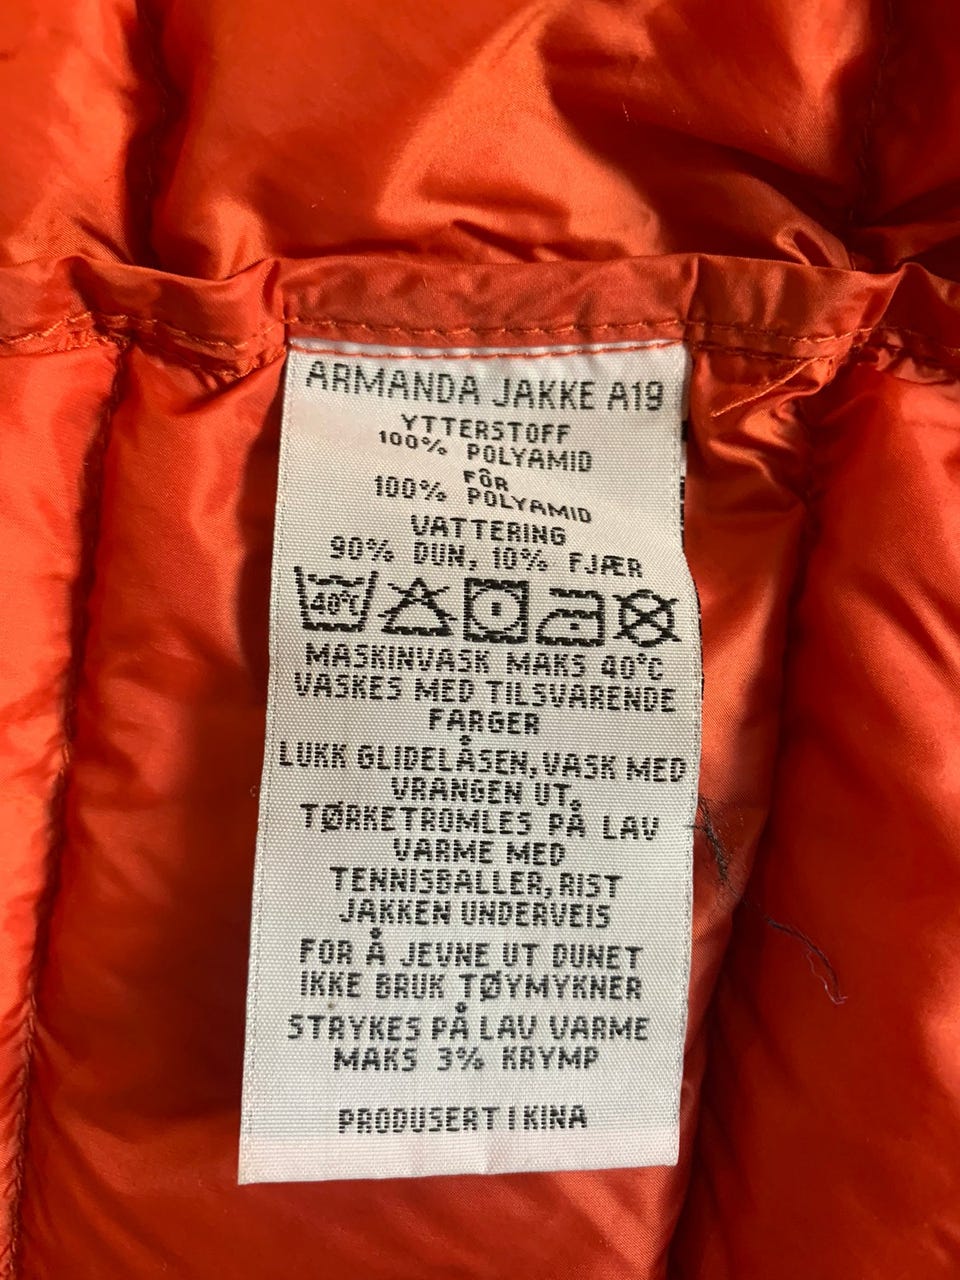 ARMANDA JAKKE A19
YTTERSTOFF
100% POLYAMID
FÔR
100% POLYAMID
VATTERING
90% DUN, 10% FJÆR
40°C
MASKINVASK MAKS 40°C
VASKES MED TILSVARENDE
FARGER
LUKK GLIDELÅSEN, VASK MED
VRANGEN UT,
TØRKETROMLES PÅ LAV
VARME MED
TENNISBALLER, RIST
JAKKEN UNDERVEIS
FOR Å JEVNE UT DUNET
IKKE BRUK TØYMYKNER
STRYKES PÅ LAV VARME
MAKS 3% KRYMP
PRODUSERT I KINA